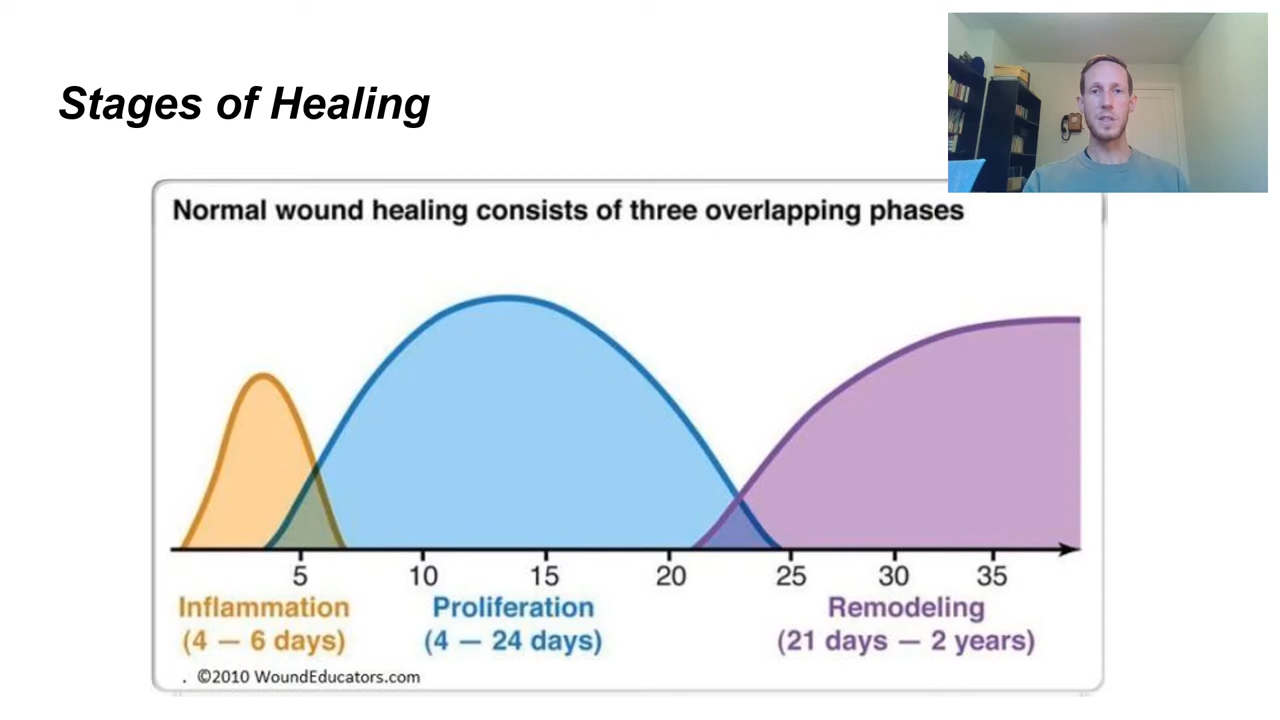 Stages of Healing
Normal wound healing consists of three overlapping phases
5 10 15 20 25 30 35
Inflammation Proliferation Remodeling
(4 — 6 days) (4 — 24 days) (21 days — 2 years)
. ©2010 WoundEducators.com